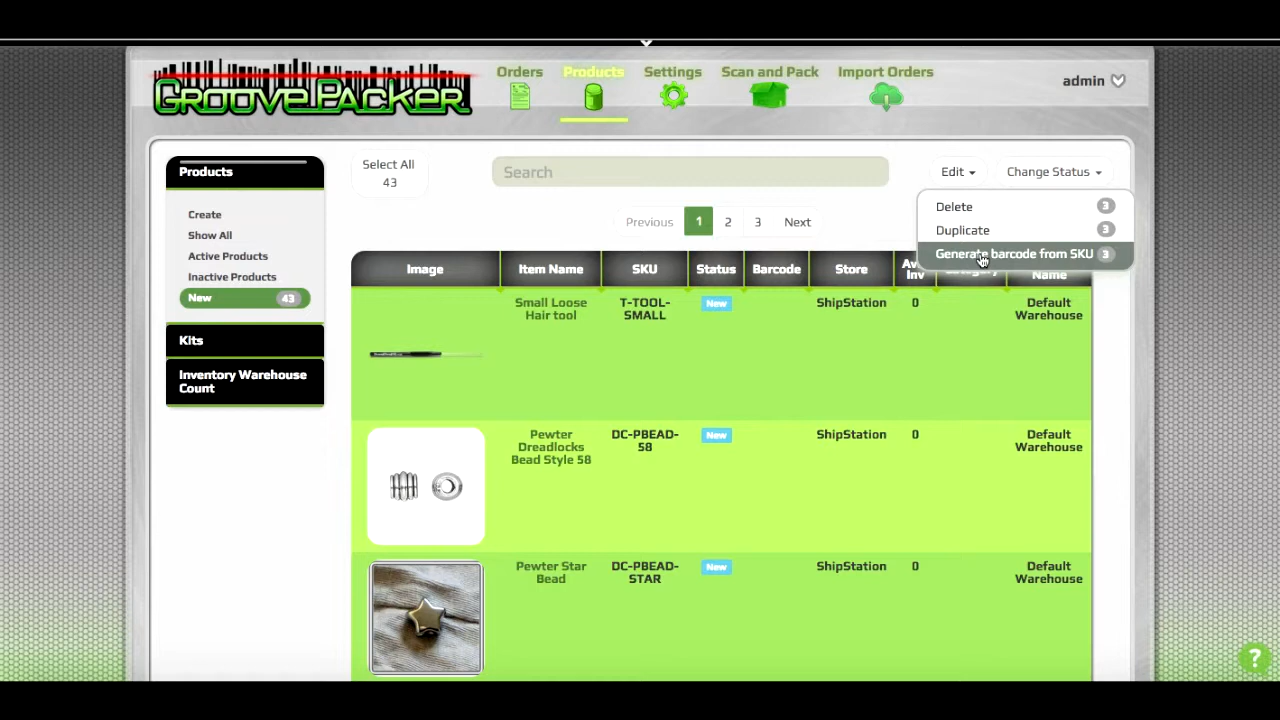 GROOVEPACKER
Orders
Products
Settings
Scan and Pack
Import Orders
admin
Products
Create
Show All
Active Products
Inactive Products
New 43
Kits
Inventory Warehouse
Count
Select All
43
Search
Edit
Change Status
Delete 3
Duplicate 3
Generate barcode from SKU 3
Previous 1 2 3 Next
Image
Item Name
SKU
Status
Barcode
Store
Inv
Name
Small Loose
Hair tool
T-TOOL-
SMALL
New
ShipStation
0
Default
Warehouse
Pewter
Dreadlocks
Bead Style 58
DC-PBEAD-
58
New
ShipStation
0
Default
Warehouse
Pewter Star
Bead
DC-PBEAD-
STAR
New
ShipStation
0
Default
Warehouse
?